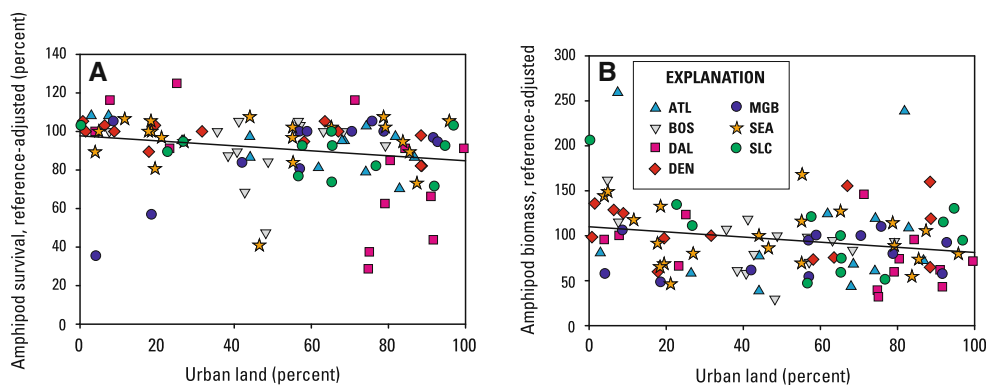 Amphipod survival, reference-adjusted (percent)
140
120
100
80
60
40
20
0
A
0 20 40 60 80 100
Urban land (percent)
Amphipod biomass, reference-adjusted
300
250
200
150
100
50
0
B
EXPLANATION
ATL
BOS
DAL
DEN
MGB
SEA
SLC
0 20 40 60 80 100
Urban land (percent)